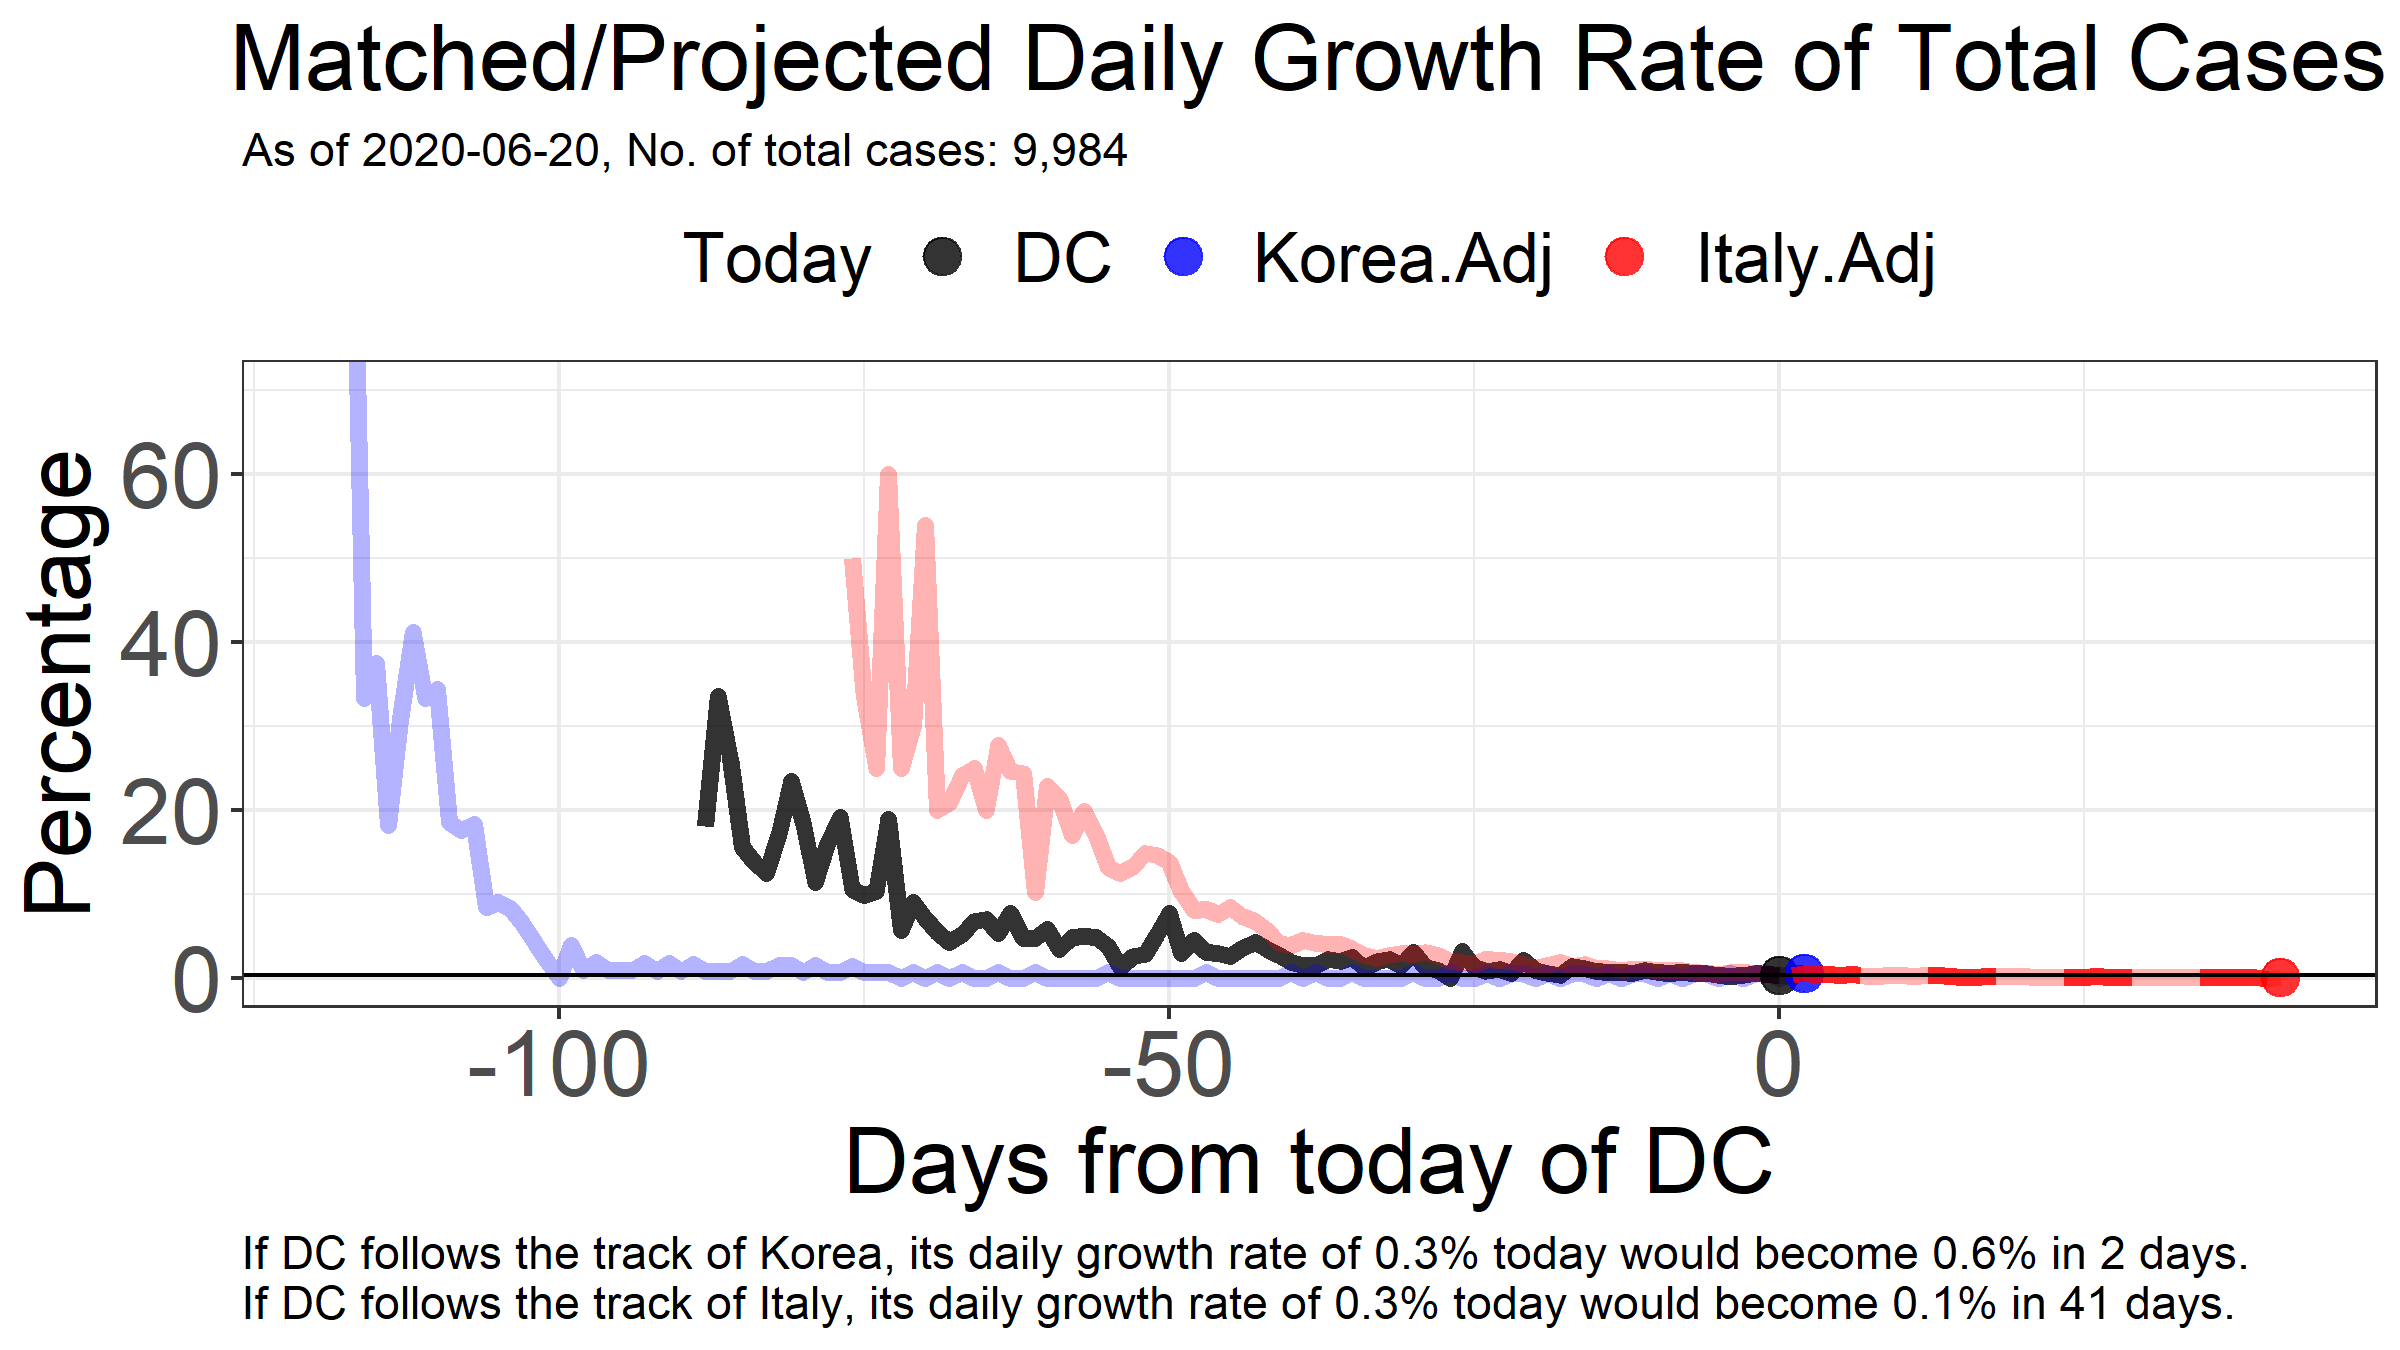 Matched/Projected Daily Growth Rate of Total Cases
As of 2020-06-20, No. of total cases: 9,984
Today DC Korea.Adj Italy.Adj
Percentage
60
40
20
0
-100 -50 0
Days from today of DC
If DC follows the track of Korea, its daily growth rate of 0.3% today would become 0.6% in 2 days.
If DC follows the track of Italy, its daily growth rate of 0.3% today would become 0.1% in 41 days.